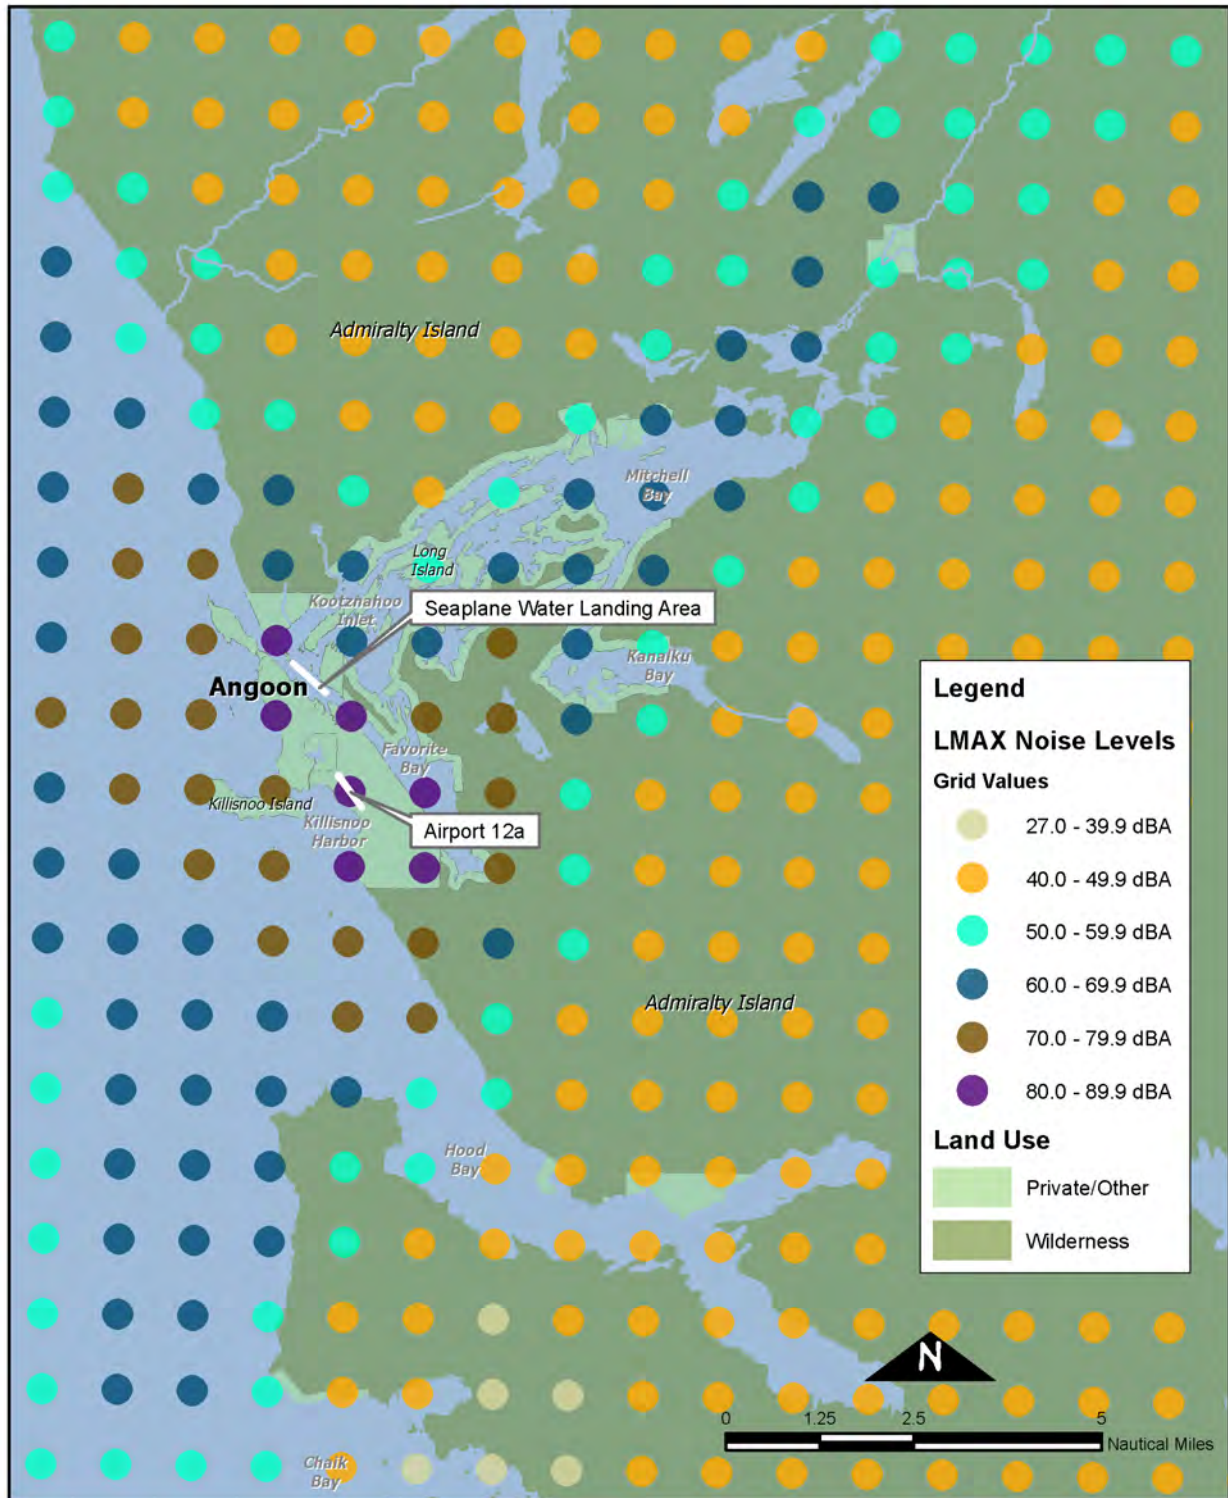 Admiralty Island
Mitchell
Bay
Long
Island
Kootznahoo
Inlet
Seaplane Water Landing Area
Kanalku
Bay
Angoon
Favorite
Bay
Killisnoo Island
Killisnoo
Harbor
Airport 12a
Admiralty Island
Hood
Bay
Chaik
Bay
Legend
LMAX Noise Levels
Grid Values
27.0 - 39.9 dBA
40.0 - 49.9 dBA
50.0 - 59.9 dBA
60.0 - 69.9 dBA
70.0 - 79.9 dBA
80.0 - 89.9 dBA
Land Use
Private/Other
Wilderness
N
0 1.25 2.5 5
Nautical Miles